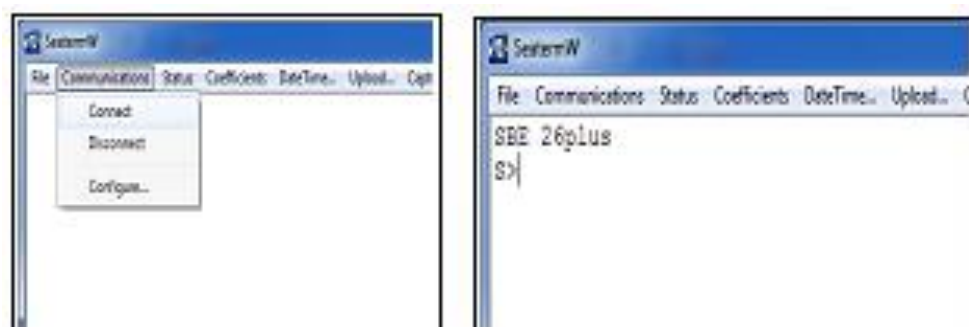 SeatermW
File Communications Status Coefficients DateTime... Upload... Capt
Connect
Disconnect
Configure...
SeatermW
File Communications Status Coefficients DateTime... Upload... C
SBE 26plus
S>